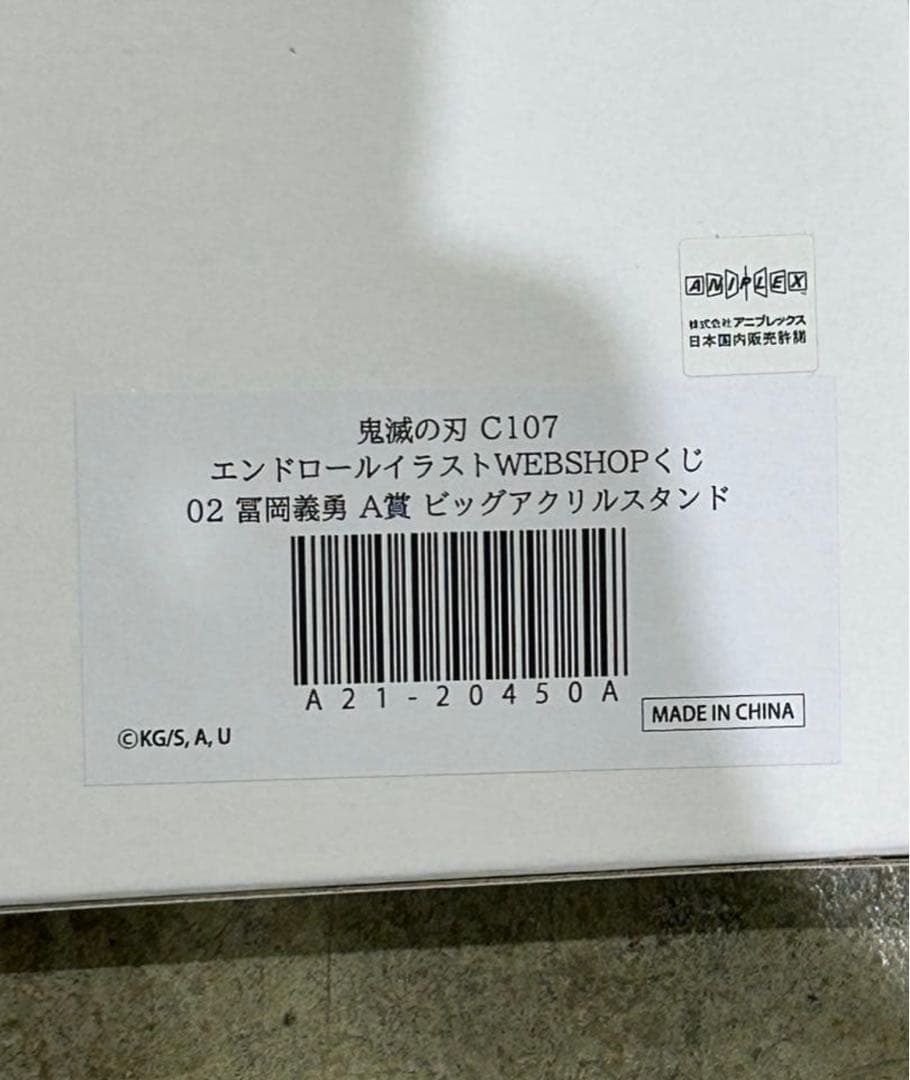 ANIPLEX
株式会社アニプレックス
日本国内販売許諾
鬼滅の刃 C107
エンドロールイラストWEBSHOPくじ
02 冨岡義勇 A賞 ビッグアクリルスタンド
A21-20450A
MADE IN CHINA
©KG/S, A, U